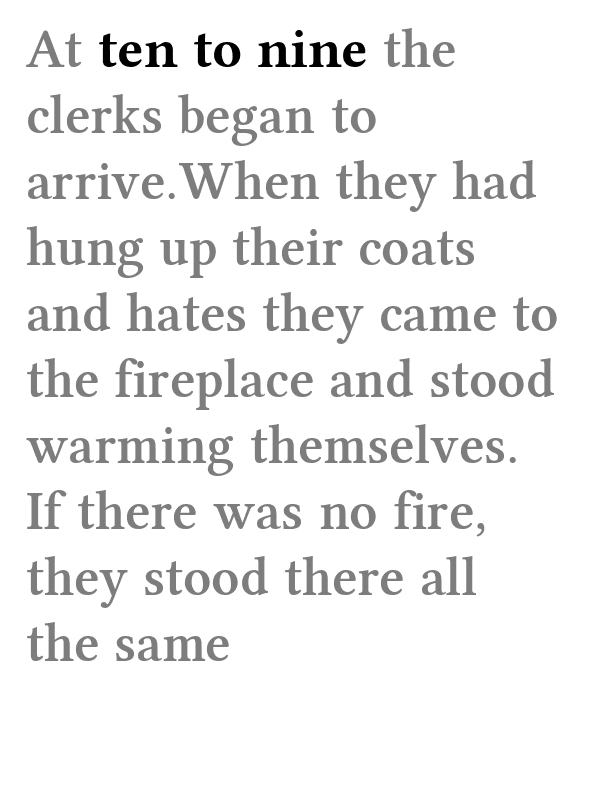 At ten to nine the
clerks began to
arrive.When they had
hung up their coats
and hates they came to
the fireplace and stood
warming themselves.
If there was no fire,
they stood there all
the same